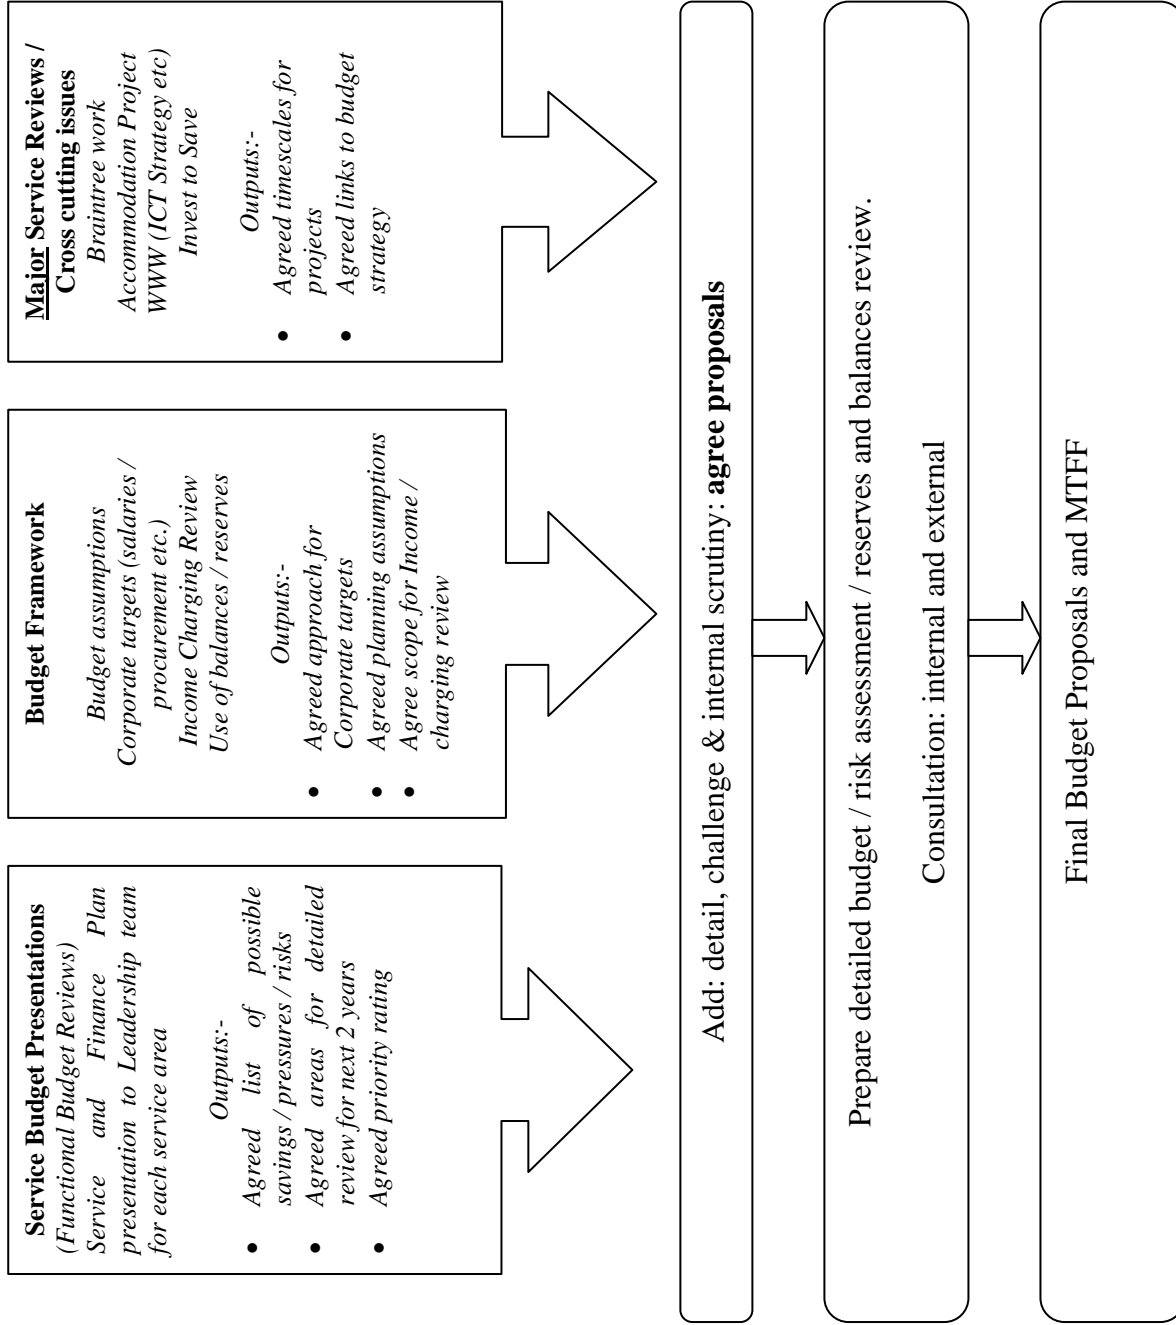 Service Budget Presentations
(Functional Budget Reviews)
Service and Finance Plan
presentation to Leadership team
for each service area
Outputs:-
• Agreed list of possible
savings / pressures / risks
• Agreed areas for detailed
review for next 2 years
• Agreed priority rating
Budget Framework
Budget assumptions
Corporate targets (salaries /
procurement etc.)
Income Charging Review
Use of balances / reserves
Outputs:-
• Agreed approach for
Corporate targets
• Agreed planning assumptions
• Agree scope for Income /
charging review
Major Service Reviews /
Cross cutting issues
Braintree work
Accommodation Project
WWW (ICT Strategy etc)
Invest to Save
Outputs:-
• Agreed timescales for
projects
• Agreed links to budget
strategy
Add: detail, challenge & internal scrutiny: agree proposals
Prepare detailed budget / risk assessment / reserves and balances review.
Consultation: internal and external
Final Budget Proposals and MTFF